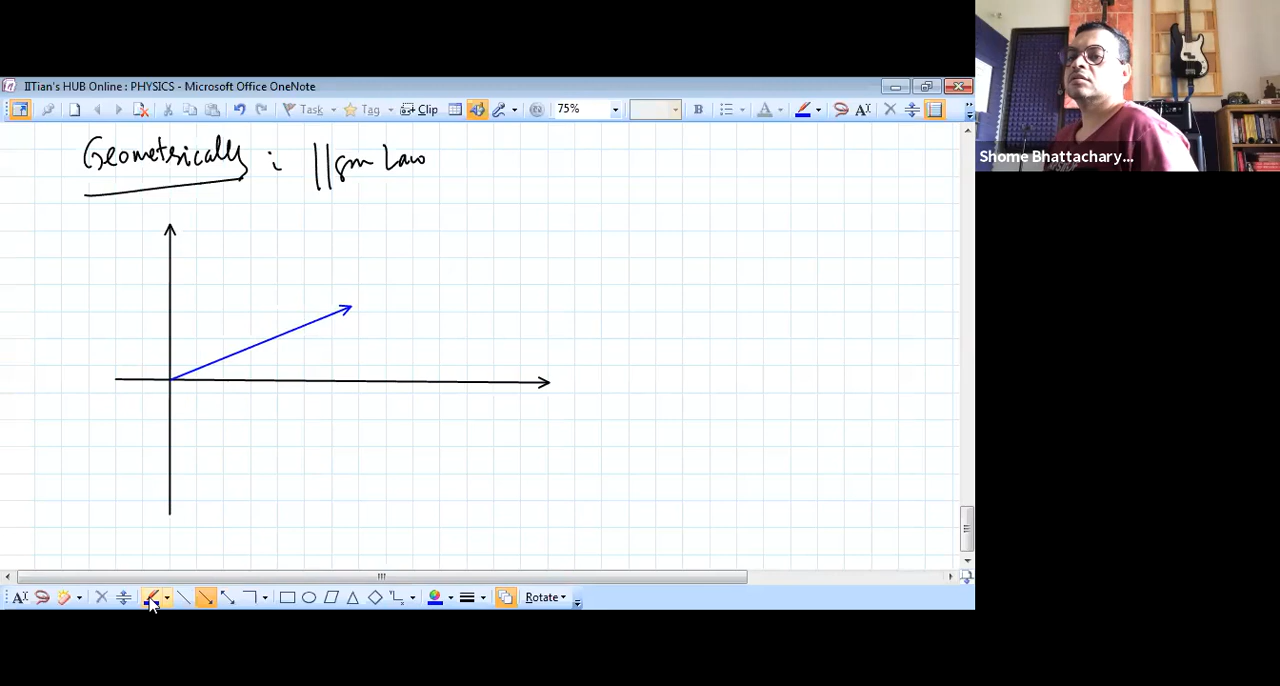 IITian's HUB Online : PHYSICS - Microsoft Office OneNote
Task Tag Clip 75% B A A
Geometrically : ||gm Law
A Rotate
Shome Bhattachary...